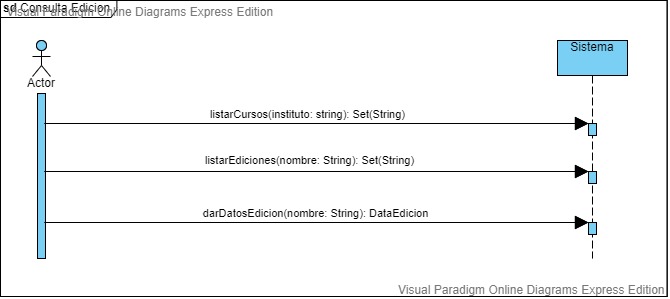 sd Consulta Edicion
Visual Paradigm Online Diagrams Express Edition
Actor
Sistema
listarCursos(instituto: string): Set(String)
listarEdiciones(nombre: String): Set(String)
darDatosEdicion(nombre: String): DataEdicion
Visual Paradigm Online Diagrams Express Edition